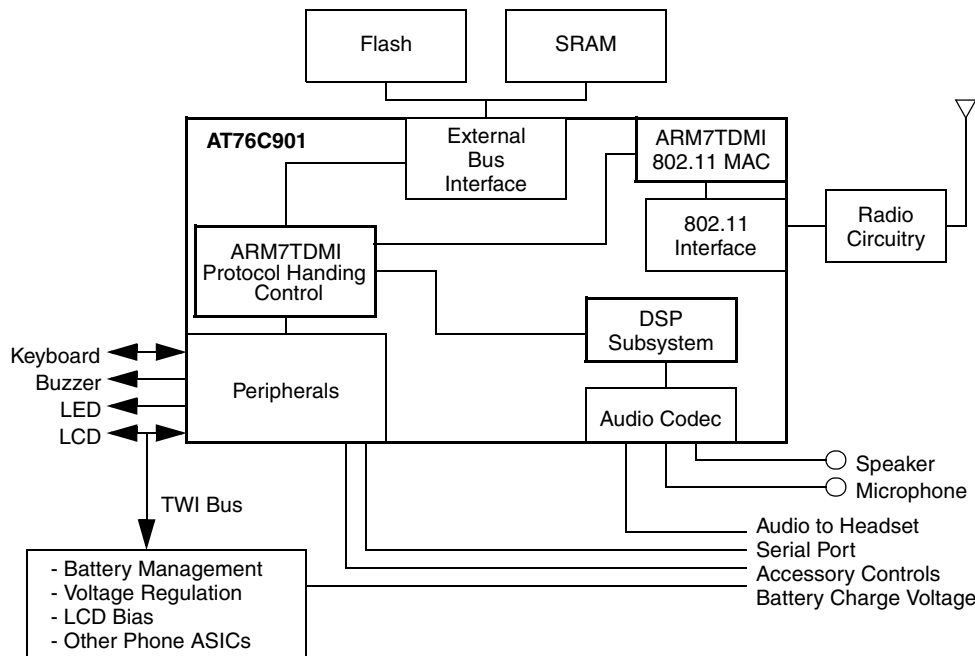 Flash
SRAM
AT76C901
External
Bus
Interface
ARM7TDMI
802.11 MAC
802.11
Interface
Radio
Circuitry
ARM7TDMI
Protocol Handing
Control
DSP
Subsystem
Keyboard
Buzzer
LED
LCD
Peripherals
Audio Codec
Speaker
Microphone
TWI Bus
Audio to Headset
Serial Port
Accessory Controls
Battery Charge Voltage
- Battery Management
- Voltage Regulation
- LCD Bias
- Other Phone ASICs